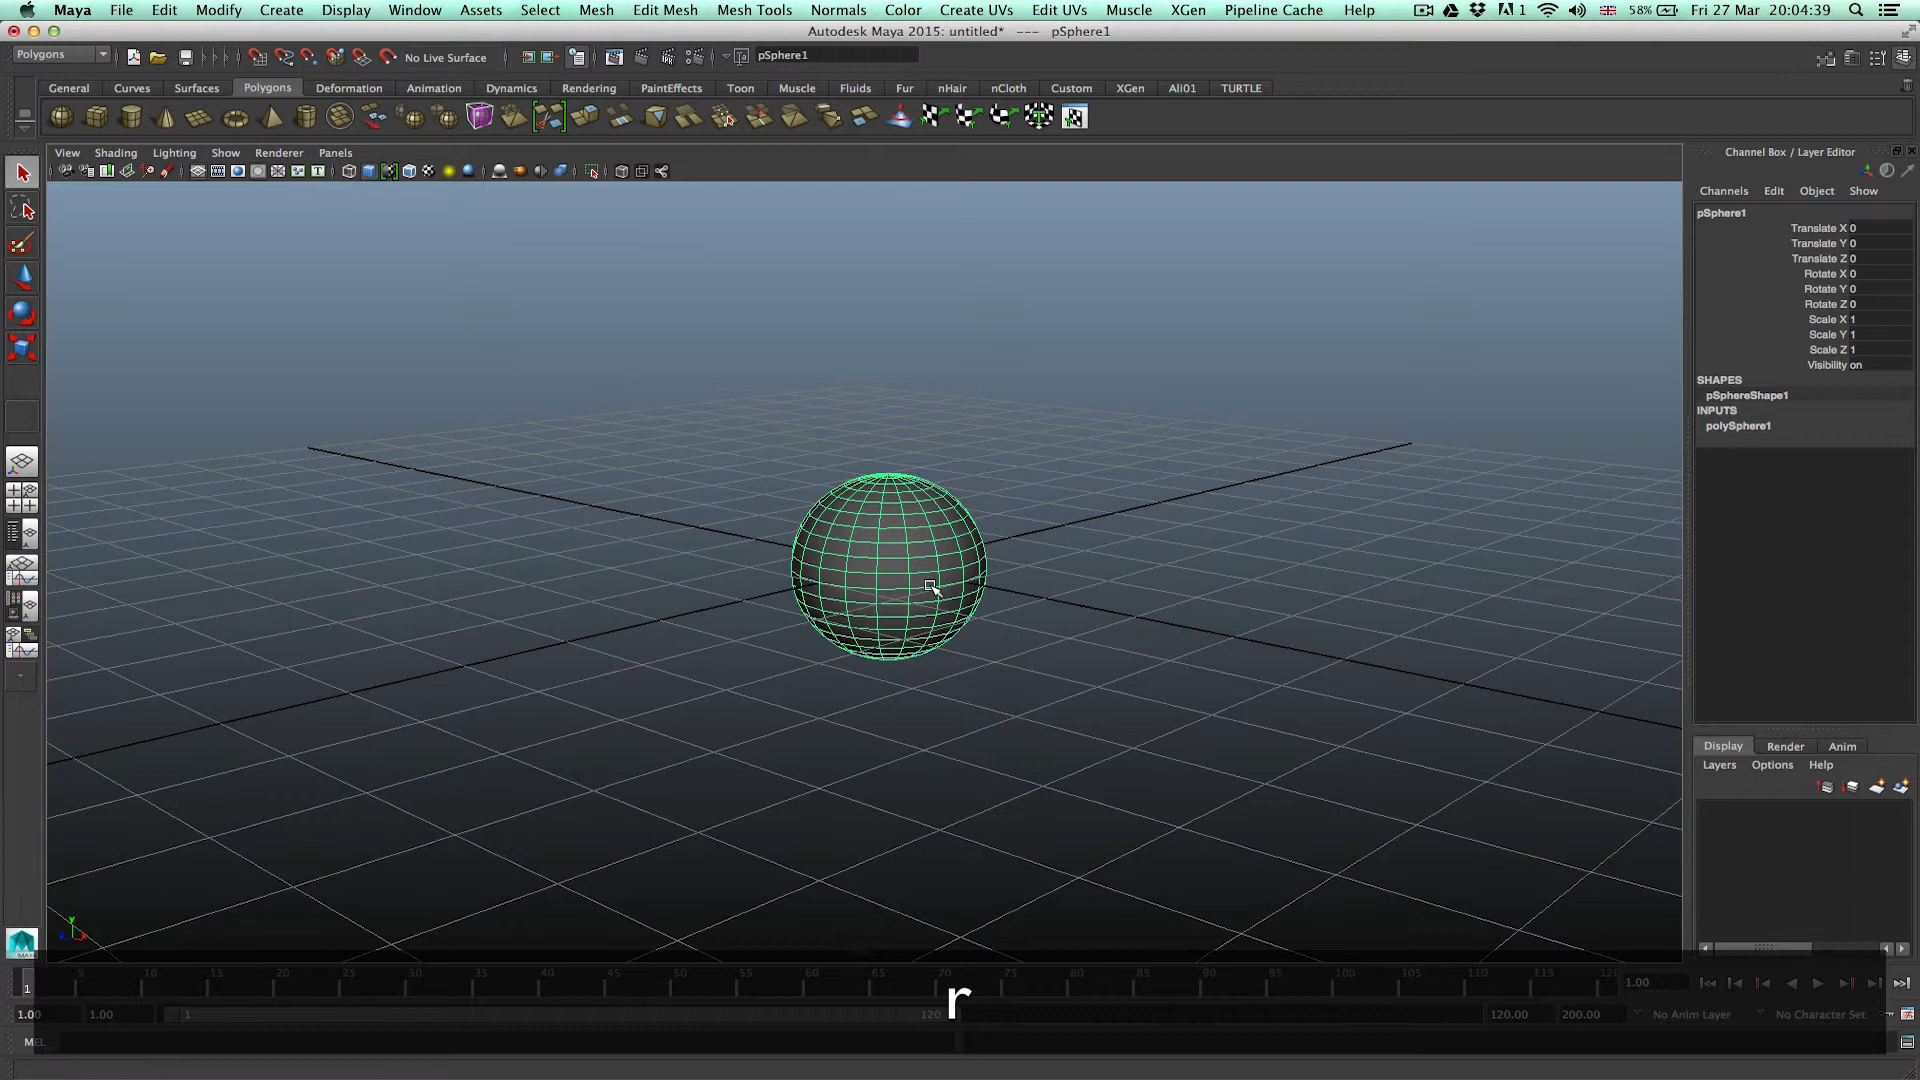 Maya File Edit Modify Create Display Window Assets Select Mesh Edit Mesh Mesh Tools Normals Color Create UVs Edit UVs Muscle XGen Pipeline Cache Help 1 58% Fri 27 Mar 20:04:39
Autodesk Maya 2015: untitled* --- pSphere1
Polygons No Live Surface pSphere1
General Curves Surfaces Polygons Deformation Animation Dynamics Rendering PaintEffects Toon Muscle Fluids Fur nHair nCloth Custom XGen Ali01 TURTLE
View Shading Lighting Show Renderer Panels
Channel Box / Layer Editor
Channels Edit Object Show
pSphere1
Translate X 0
Translate Y 0
Translate Z 0
Rotate X 0
Rotate Y 0
Rotate Z 0
Scale X 1
Scale Y 1
Scale Z 1
Visibility on
SHAPES
pSphereShape1
INPUTS
polySphere1
Display Render Anim
Layers Options Help
y
5 10 15 20 25 30 35 40 45 50 55 60 65 70 75 80 85 90 95 100 105 110 115 120
1 1.00
r
1.00 1.00 1 120 120.00 200.00 No Anim Layer No Character Set
MEL